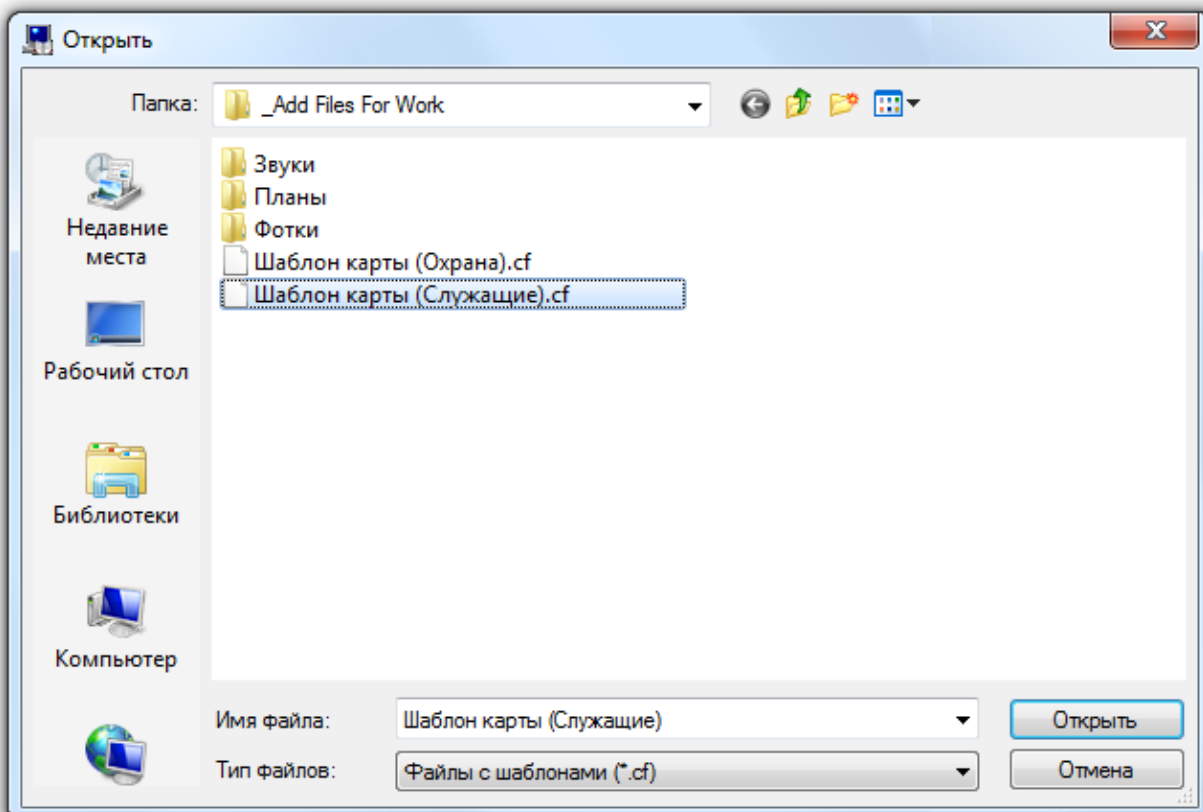 Открыть
Папка: _Add Files For Work
Звуки
Планы
Фотки
Шаблон карты (Охрана).cf
Шаблон карты (Служащие).cf
Недавние
места
Рабочий стол
Библиотеки
Компьютер
Имя файла: Шаблон карты (Служащие) Открыть
Тип файлов: Файлы с шаблонами (*.cf) Отмена